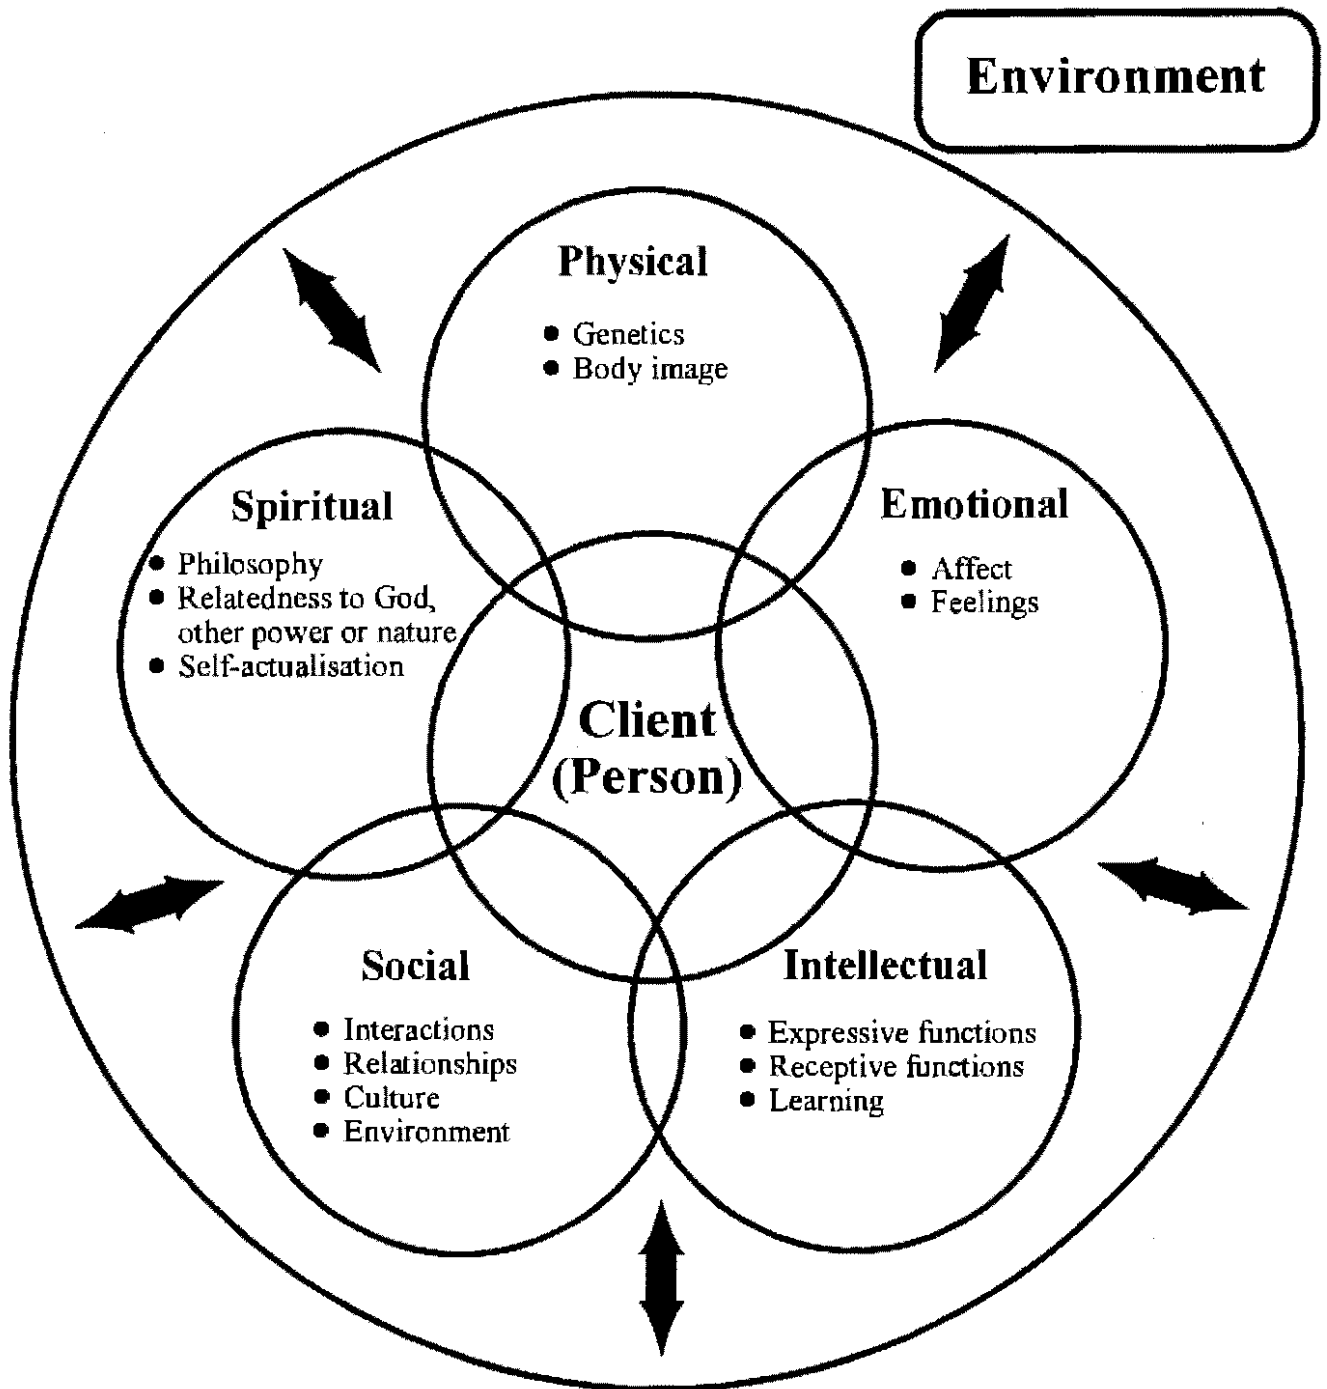 Environment
Physical
● Genetics
● Body image
Spiritual
● Philosophy
● Relatedness to God,
other power or nature
● Self-actualisation
Emotional
● Affect
● Feelings
Client
(Person)
Social
● Interactions
● Relationships
● Culture
● Environment
Intellectual
● Expressive functions
● Receptive functions
● Learning